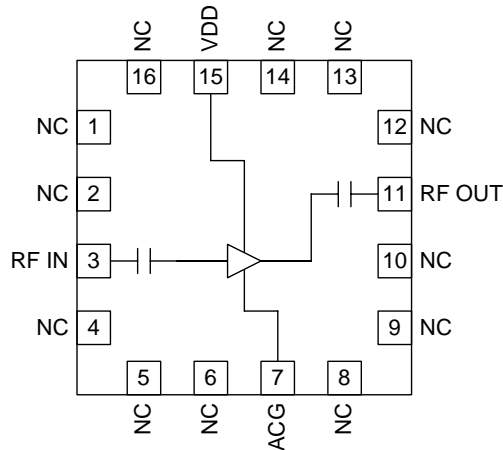 NC
VDD
NC
NC
16
15
14
13
NC 1
12 NC
NC 2
11 RF OUT
RF IN 3
10 NC
NC 4
9 NC
5
6
7
8
NC
NC
ACG
NC